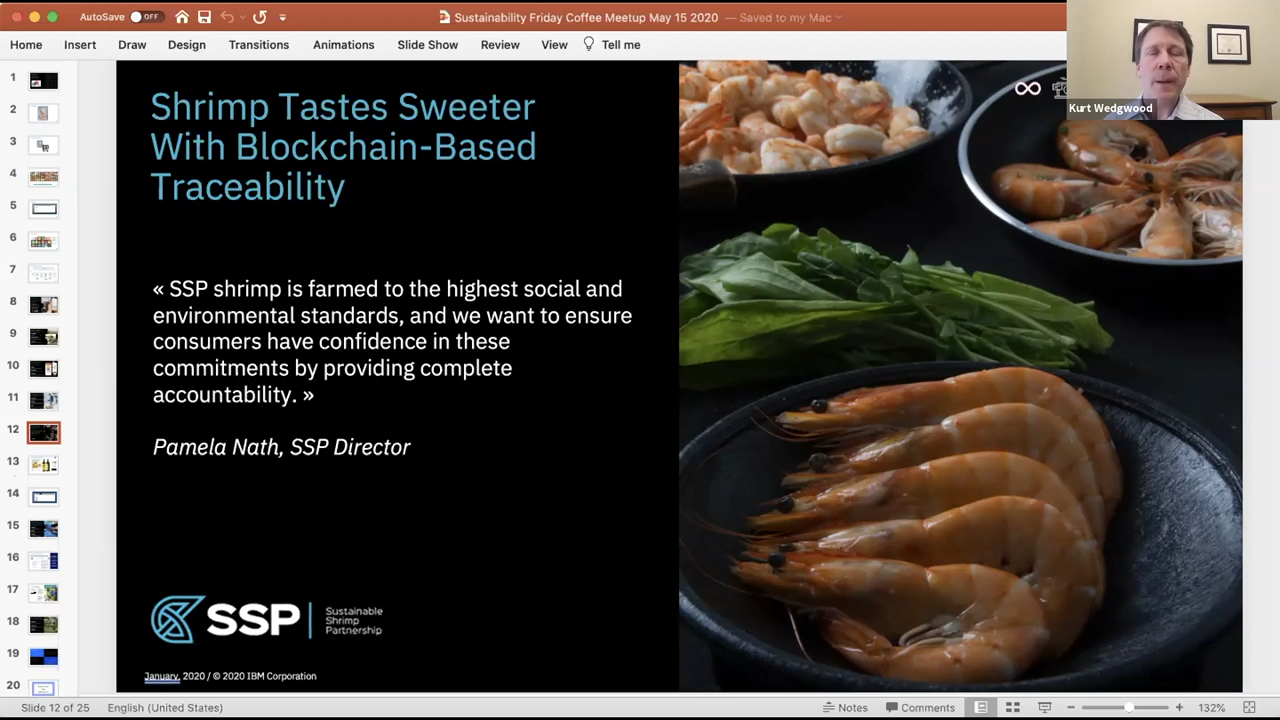 AutoSave OFF
Sustainability Friday Coffee Meetup May 15 2020 — Saved to my Mac
Home Insert Draw Design Transitions Animations Slide Show Review View Tell me
Kurt Wedgwood
1
2
3
4
5
6
7
8
9
10
11
12
13
14
15
16
17
18
19
20
Shrimp Tastes Sweeter
With Blockchain-Based
Traceability
« SSP shrimp is farmed to the highest social and
environmental standards, and we want to ensure
consumers have confidence in these
commitments by providing complete
accountability. »
Pamela Nath, SSP Director
SSP
Sustainable
Shrimp
Partnership
January, 2020 / © 2020 IBM Corporation
Slide 12 of 25 English (United States) Notes Comments 132%